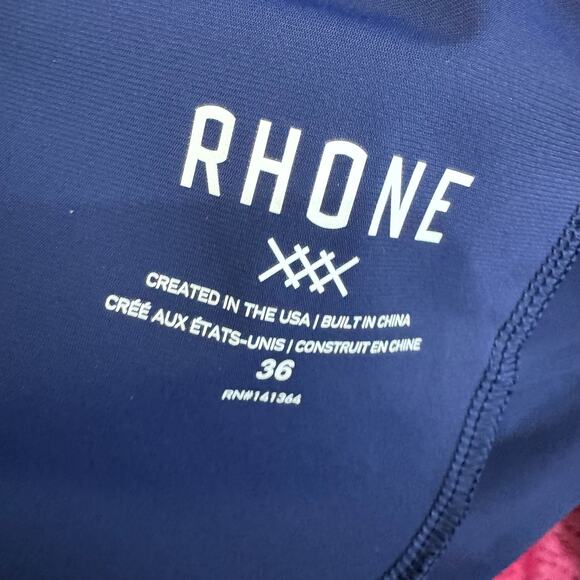 RHONE
CREATED IN THE USA / BUILT IN CHINA
CRÉÉ AUX ÉTATS-UNIS / CONSTRUIT EN CHINE
36
RN#141364